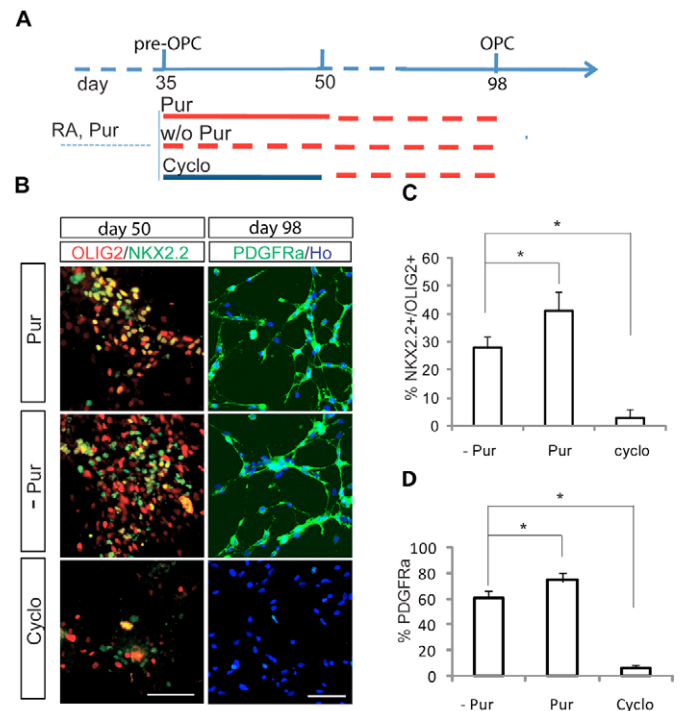 A
pre-OPC
OPC
day
35
50
98
Pur
RA, Pur
w/o Pur
Cyclo
B
day 50
day 98
OLIG2/NKX2.2
PDGFRa/Ho
Pur
- Pur
Cyclo
C
*
*
% NKX2.2+/OLIG2+
60
50
40
30
20
10
0
- Pur
Pur
cyclo
D
*
*
% PDGFRa
100
80
60
40
20
0
- Pur
Pur
Cyclo